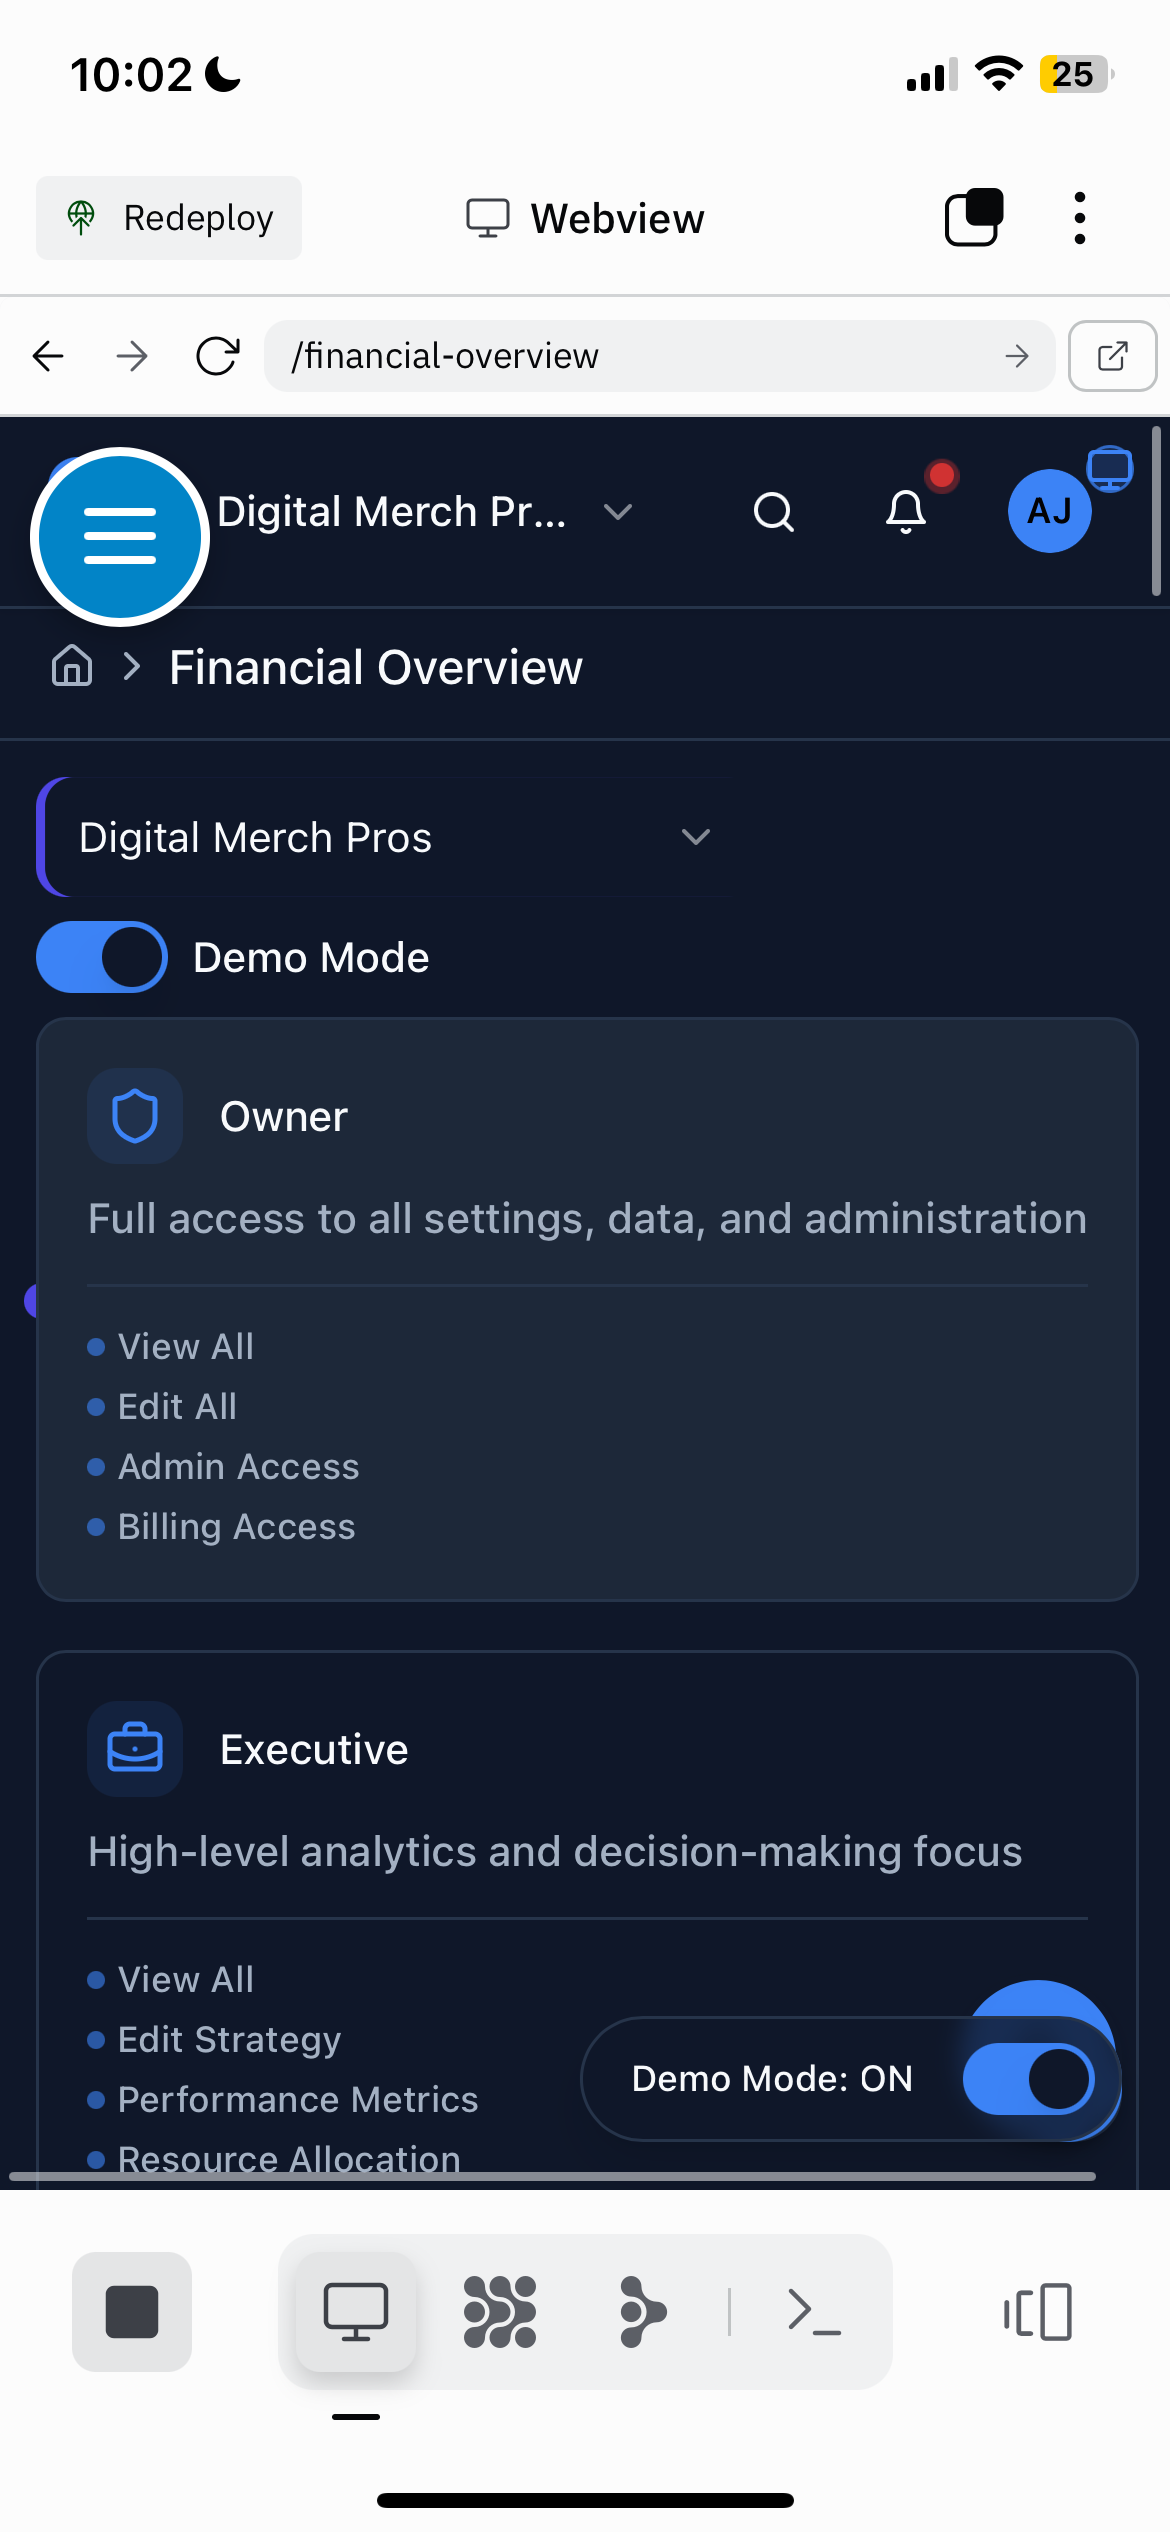 10:02
25
Redeploy
Webview
/financial-overview
Digital Merch Pr...
AJ
Financial Overview
Digital Merch Pros
Demo Mode
Owner
Full access to all settings, data, and administration
View All
Edit All
Admin Access
Billing Access
Executive
High-level analytics and decision-making focus
View All
Edit Strategy
Performance Metrics
Resource Allocation
Demo Mode: ON